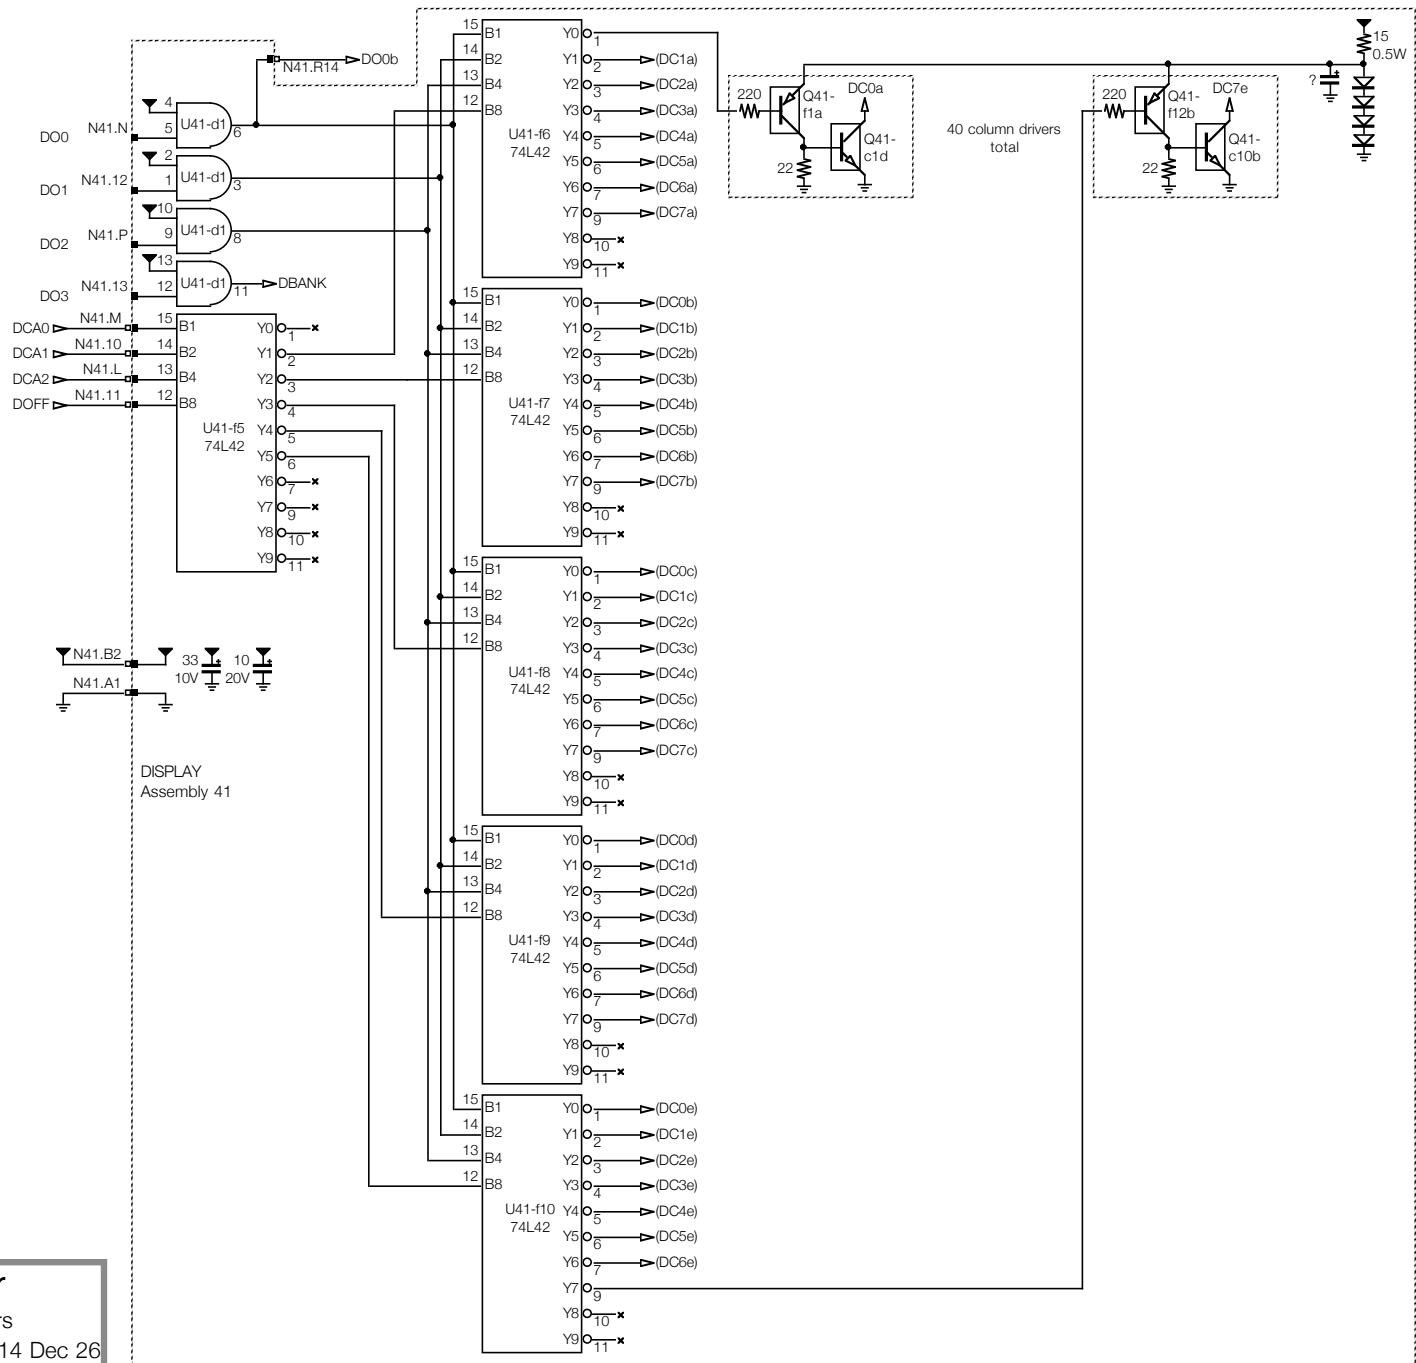 N41.R14
DO0b
4
N41.N
5
U41-d1
6
DO0
2
N41.12
1
U41-d1
3
DO1
10
N41.P
9
U41-d1
8
DO2
13
N41.13
12
U41-d1
11
DBANK
DO3
DCA0
N41.M
15
B1
DCA1
N41.10
14
B2
DCA2
N41.L
13
B4
DOFF
N41.11
12
B8
U41-f5
74L42
Y0
1
Y1
2
Y2
3
Y3
4
Y4
5
Y5
6
Y6
7
Y7
9
Y8
10
Y9
11
N41.B2
33
10V
10
20V
N41.A1
DISPLAY
Assembly 41
15
B1
14
B2
13
B4
12
B8
U41-f6
74L42
Y0
1
Y1
2
(DC1a)
Y2
3
(DC2a)
Y3
4
(DC3a)
Y4
5
(DC4a)
Y5
6
(DC5a)
Y6
7
(DC6a)
Y7
9
(DC7a)
Y8
10
Y9
11
15
B1
14
B2
13
B4
12
B8
U41-f7
74L42
Y0
1
(DC0b)
Y1
2
(DC1b)
Y2
3
(DC2b)
Y3
4
(DC3b)
Y4
5
(DC4b)
Y5
6
(DC5b)
Y6
7
(DC6b)
Y7
9
(DC7b)
Y8
10
Y9
11
15
B1
14
B2
13
B4
12
B8
U41-f8
74L42
Y0
1
(DC0c)
Y1
2
(DC1c)
Y2
3
(DC2c)
Y3
4
(DC3c)
Y4
5
(DC4c)
Y5
6
(DC5c)
Y6
7
(DC6c)
Y7
9
(DC7c)
Y8
10
Y9
11
15
B1
14
B2
13
B4
12
B8
U41-f9
74L42
Y0
1
(DC0d)
Y1
2
(DC1d)
Y2
3
(DC2d)
Y3
4
(DC3d)
Y4
5
(DC4d)
Y5
6
(DC5d)
Y6
7
(DC6d)
Y7
9
(DC7d)
Y8
10
Y9
11
15
B1
14
B2
13
B4
12
B8
U41-f10
74L42
Y0
1
(DC0e)
Y1
2
(DC1e)
Y2
3
(DC2e)
Y3
4
(DC3e)
Y4
5
(DC4e)
Y5
6
(DC5e)
Y6
7
(DC6e)
Y7
9
Y8
10
Y9
11
220
Q41-
f1a
DC0a
Q41-
c1d
22
40 column drivers
total
220
Q41-
f12b
DC7e
Q41-
c10b
22
?
15
0.5W
r
rs
14 Dec 26